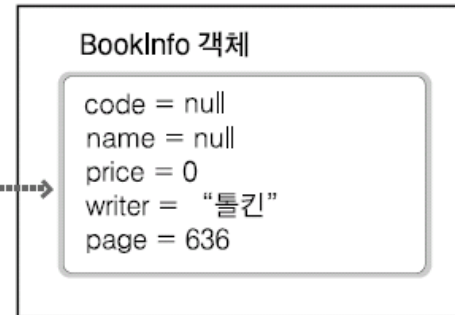 BookInfo 객체
code = null
name = null
price = 0
writer = “톨킨”
page = 636